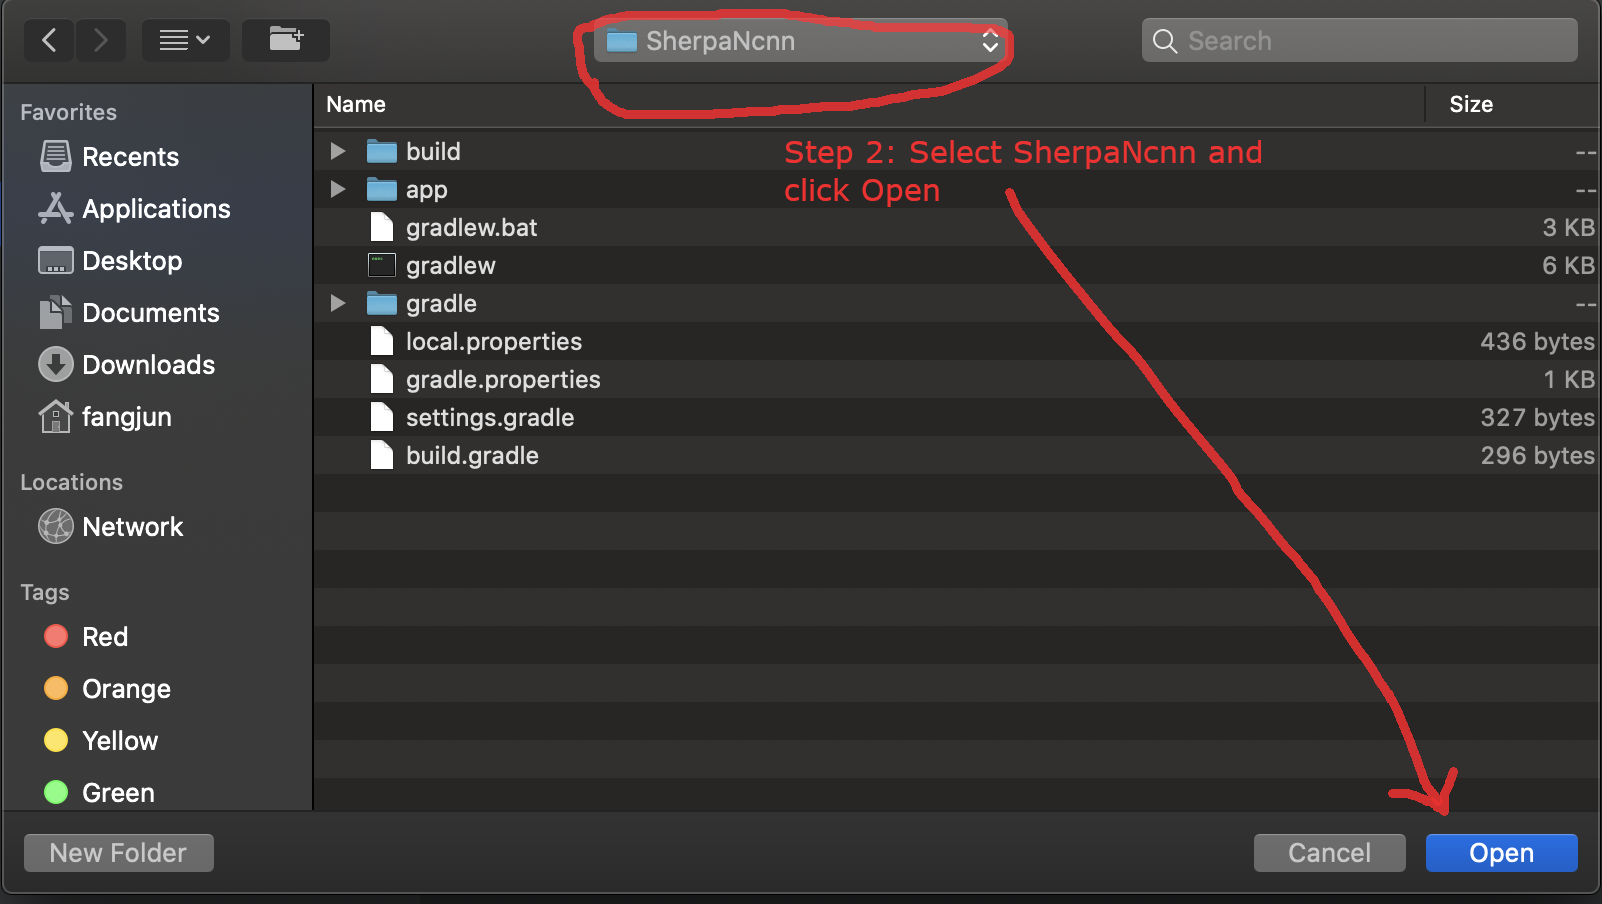 SherpaNcnn
Search
Favorites
Recents
Applications
Desktop
Documents
Downloads
fangjun
Locations
Network
Tags
Red
Orange
Yellow
Green
Name Size
build --
app --
gradlew.bat 3 KB
gradlew 6 KB
gradle --
local.properties 436 bytes
gradle.properties 1 KB
settings.gradle 327 bytes
build.gradle 296 bytes
Step 2: Select SherpaNcnn and
click Open
New Folder Cancel Open